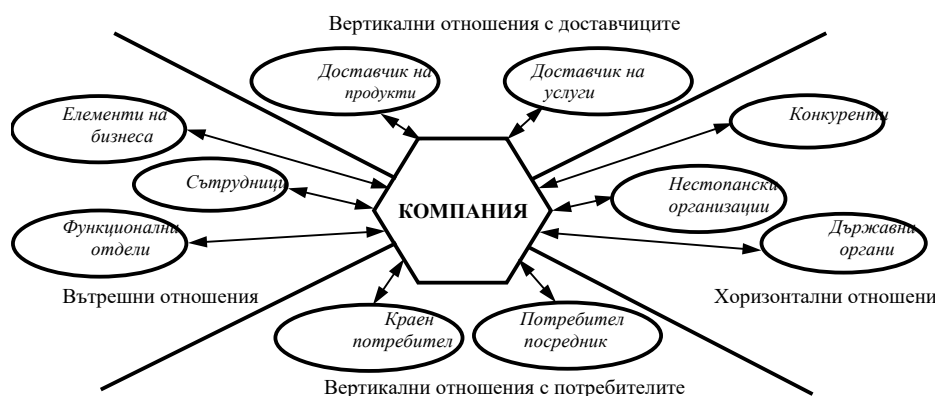 Вертикални отношения с доставчиците
Доставчик на
продукти
Доставчик на
услуги
Елементи на
бизнеса
Конкуренти
Сътрудници
Нестопански
организации
КОМПАНИЯ
Функционални
отдели
Държавни
органи
Вътрешни отношения
Хоризонтални отношени
Краен
потребител
Потребител
посредник
Вертикални отношения с потребителите